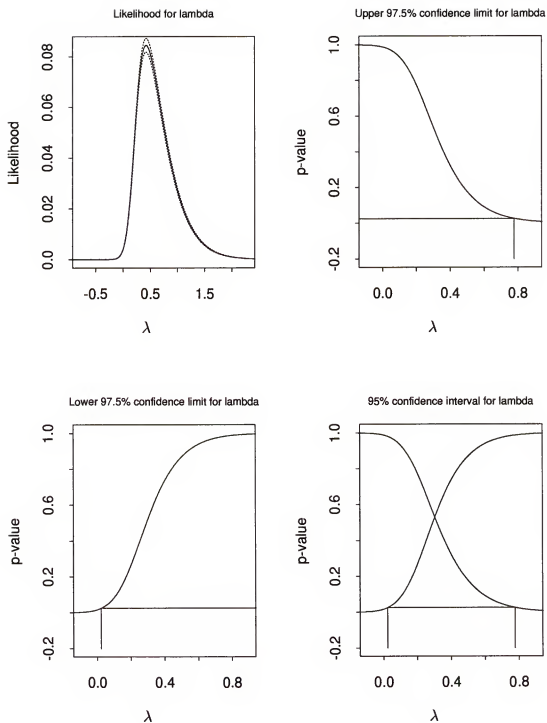 Likelihood for lambda
Likelihood
0.08
0.06
0.04
0.02
0.0
-0.5 0.5 1.5
λ
Upper 97.5% confidence limit for lambda
p-value
1.0
0.6
0.2
-0.2
0.0 0.4 0.8
λ
Lower 97.5% confidence limit for lambda
p-value
1.0
0.6
0.2
-0.2
0.0 0.4 0.8
λ
95% confidence interval for lambda
p-value
1.0
0.6
0.2
-0.2
0.0 0.4 0.8
λ